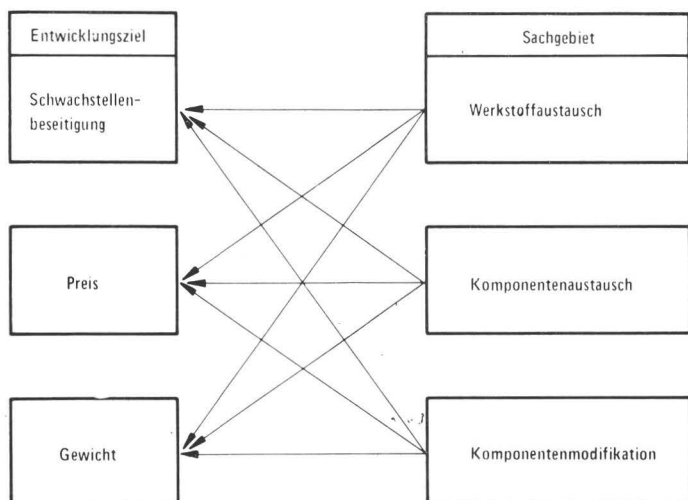 Entwicklungsziel
Schwachstellen-
beseitigung
Preis
Gewicht
Sachgebiet
Werkstoffaustausch
Komponentenaustausch
Komponentenmodifikation